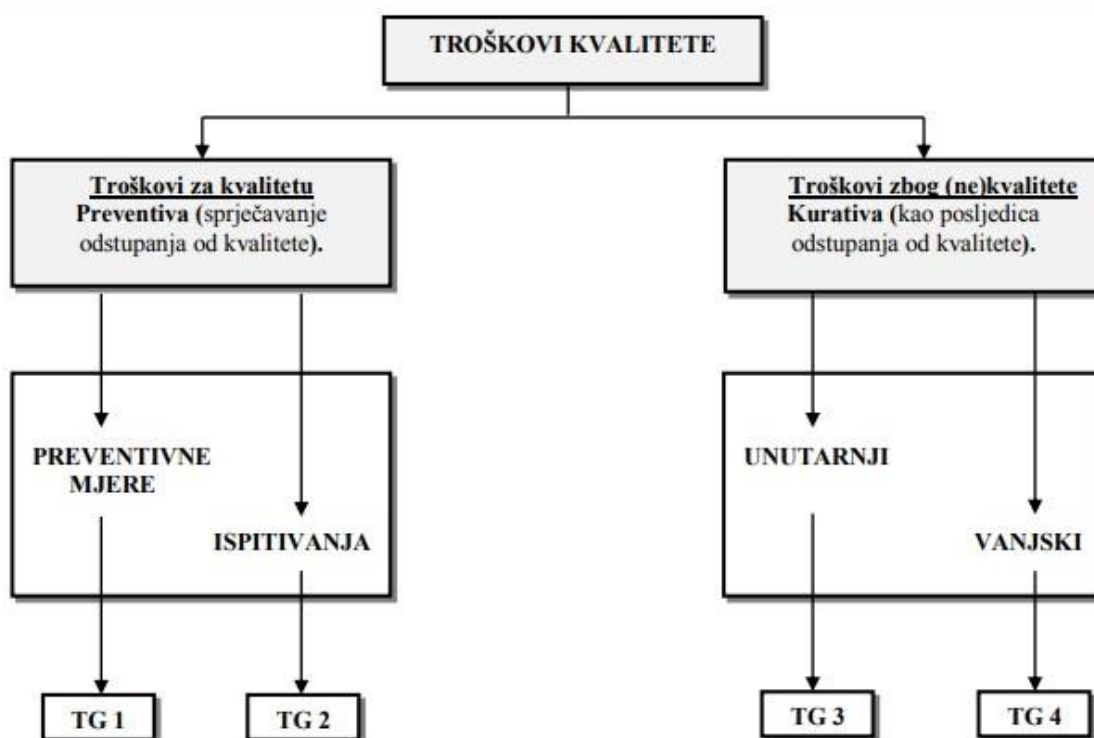 TROŠKOVI KVALITETE
Troškovi za kvalitetu
Preventiva (sprječavanje
odstupanja od kvalitete).
Troškovi zbog (ne)kvalitete
Kurativa (kao posljedica
odstupanja od kvalitete).
PREVENTIVNE
MJERE
ISPITIVANJA
UNUTARNJI
VANJSKI
TG 1
TG 2
TG 3
TG 4